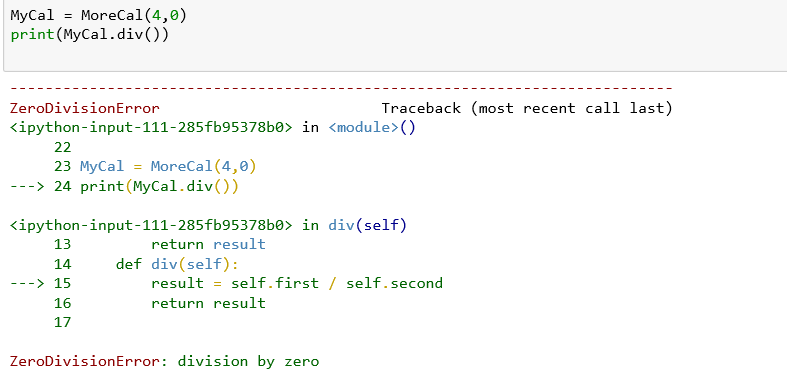 MyCal = MoreCal(4,0)
print(MyCal.div())
---------------------------------------------------------------------------
ZeroDivisionError                         Traceback (most recent call last)
<ipython-input-111-285fb95378b0> in <module>()
     22
     23 MyCal = MoreCal(4,0)
---> 24 print(MyCal.div())
<ipython-input-111-285fb95378b0> in div(self)
     13         return result
     14     def div(self):
---> 15         result = self.first / self.second
     16         return result
     17
ZeroDivisionError: division by zero